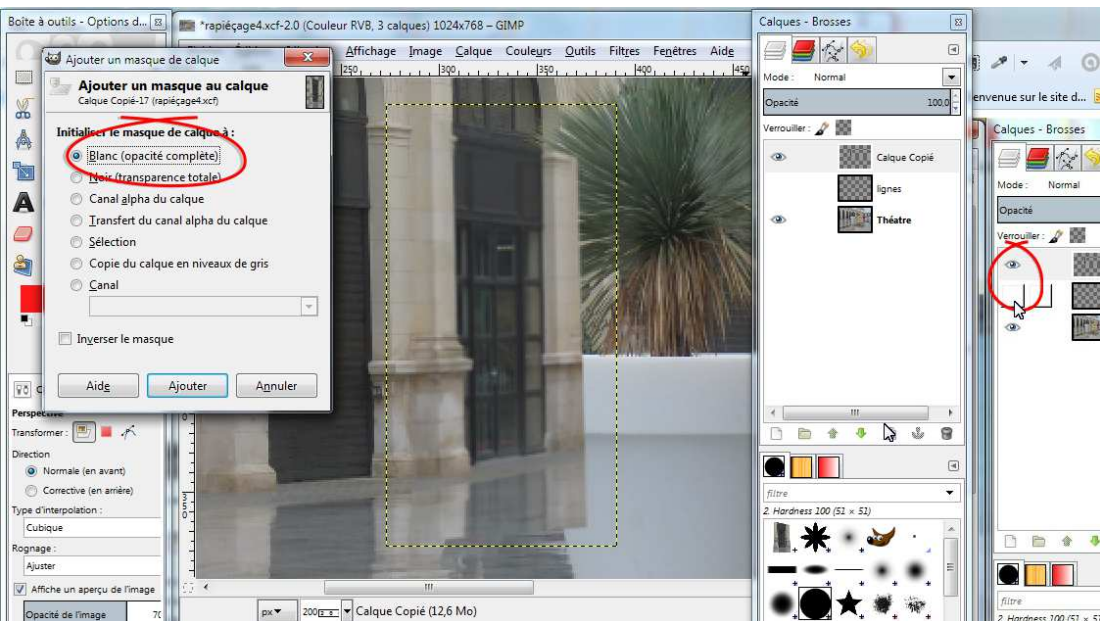 Boîte à outils - Options d...
*rapiéçage4.xcf-2.0 (Couleur RVB, 3 calques) 1024x768 – GIMP
Affichage Image Calque Couleurs Outils Filtres Fenêtres Aide
250 300 350 400 450
Ajouter un masque de calque
Ajouter un masque au calque
Calque Copié-17 (rapiéçage4.xcf)
Initialiser le masque de calque à :
Blanc (opacité complète)
Noir (transparence totale)
Canal alpha du calque
Transfert du canal alpha du calque
Sélection
Copie du calque en niveaux de gris
Canal
Inverser le masque
Aide
Ajouter
Annuler
Perspective
Transformer :
Direction
Normale (en avant)
Corrective (en arrière)
Type d'interpolation :
Cubique
Rognage :
Ajuster
Affiche un aperçu de l'image
Opacité de l'image
350
px
200
Calque Copié (12,6 Mo)
Calques - Brosses
Mode : Normal
Opacité 100,0
Verrouiller :
Calque Copié
lignes
Théatre
filtre
2. Hardness 100 (51 × 51)
envenue sur le site d...
Calques - Brosses
Mode : Normal
Opacité
Verrouiller :
filtre
2. Hardness 100 (51 × 51